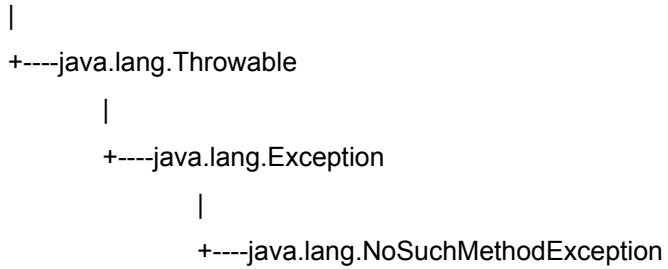 |
+----java.lang.Throwable
|
+----java.lang.Exception
|
+----java.lang.NoSuchMethodException